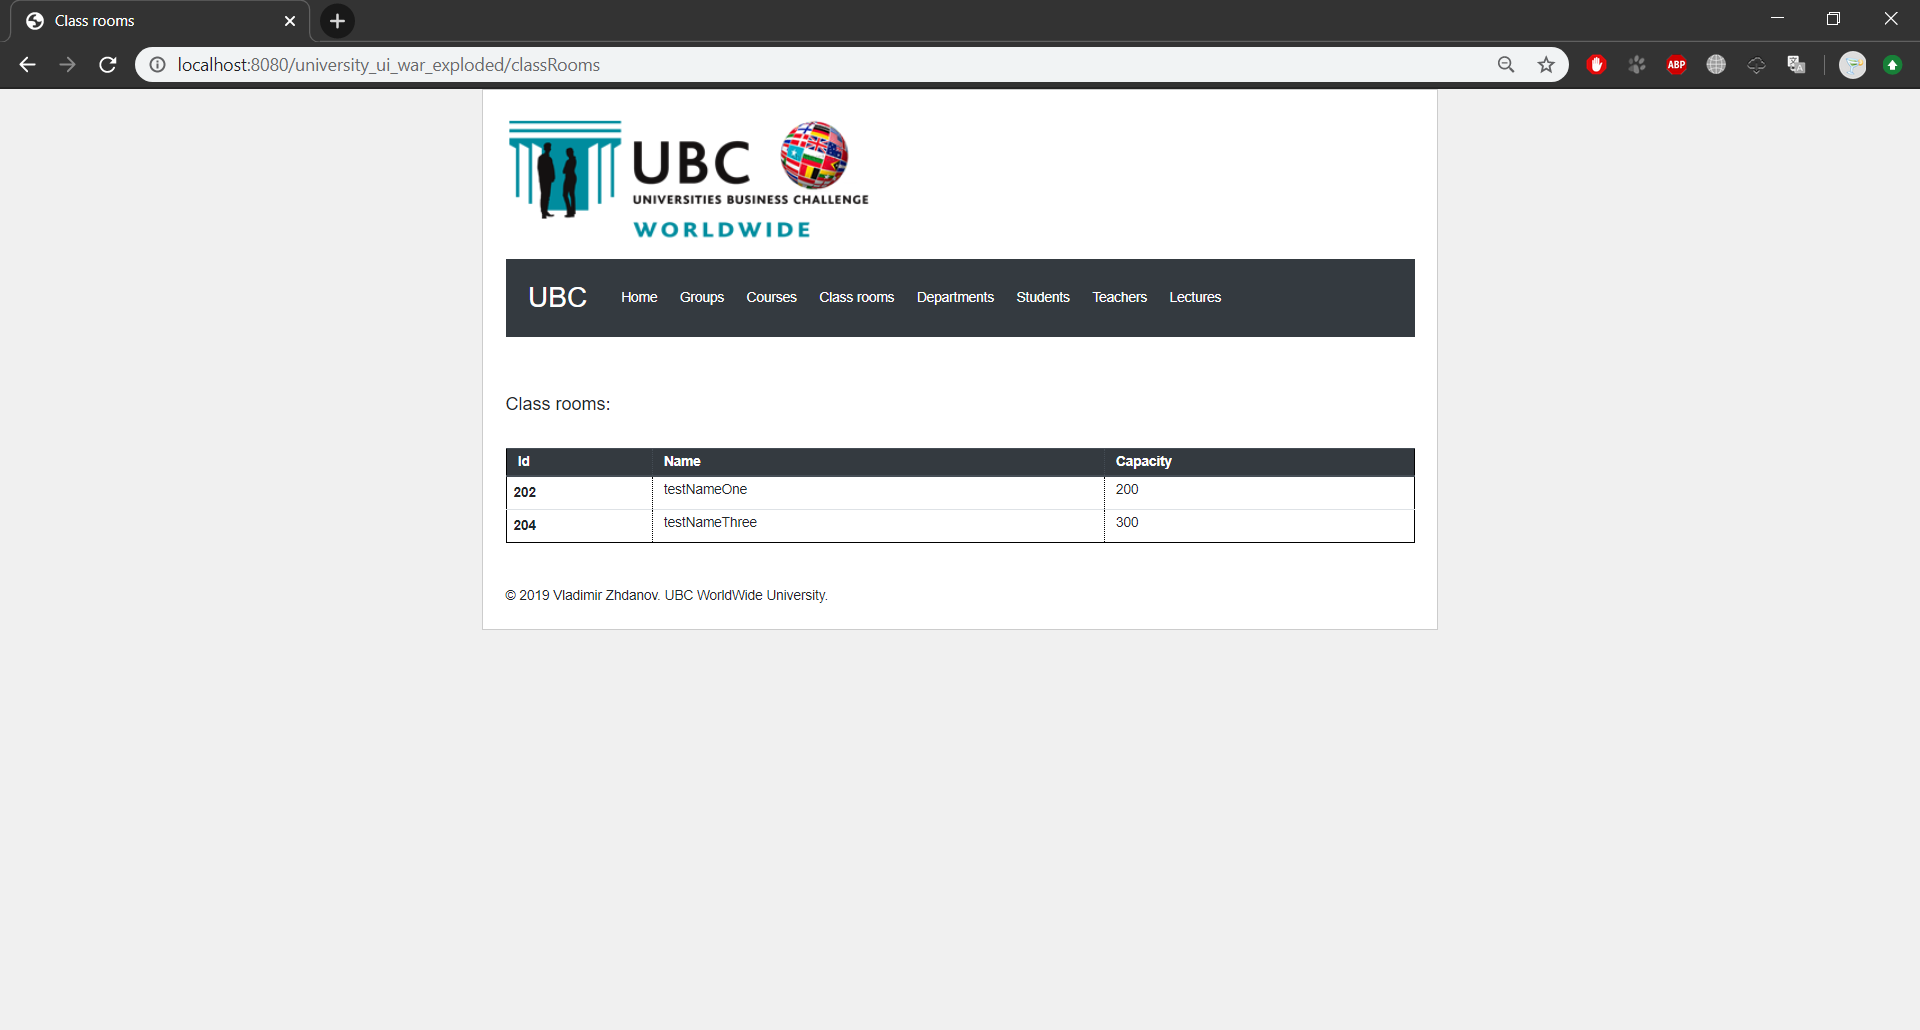 Class rooms
localhost:8080/university_ui_war_exploded/classRooms
ABP
UBC
UNIVERSITIES BUSINESS CHALLENGE
WORLDWIDE
UBC Home Groups Courses Class rooms Departments Students Teachers Lectures
Class rooms:
Id Name Capacity
202 testNameOne 200
204 testNameThree 300
© 2019 Vladimir Zhdanov. UBC WorldWide University.